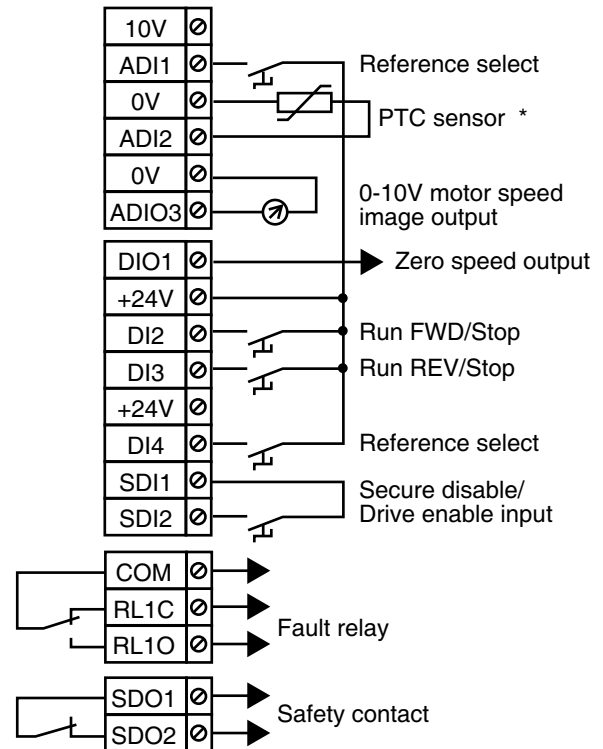 10V
ADI1 Reference select
0V
PTC sensor *
ADI2
0V
0-10V motor speed
image output
ADIO3
DIO1 Zero speed output
+24V
DI2 Run FWD/Stop
DI3 Run REV/Stop
+24V
DI4 Reference select
SDI1
Secure disable/
Drive enable input
SDI2
COM
RL1C
Fault relay
RL1O
SDO1
Safety contact
SDO2